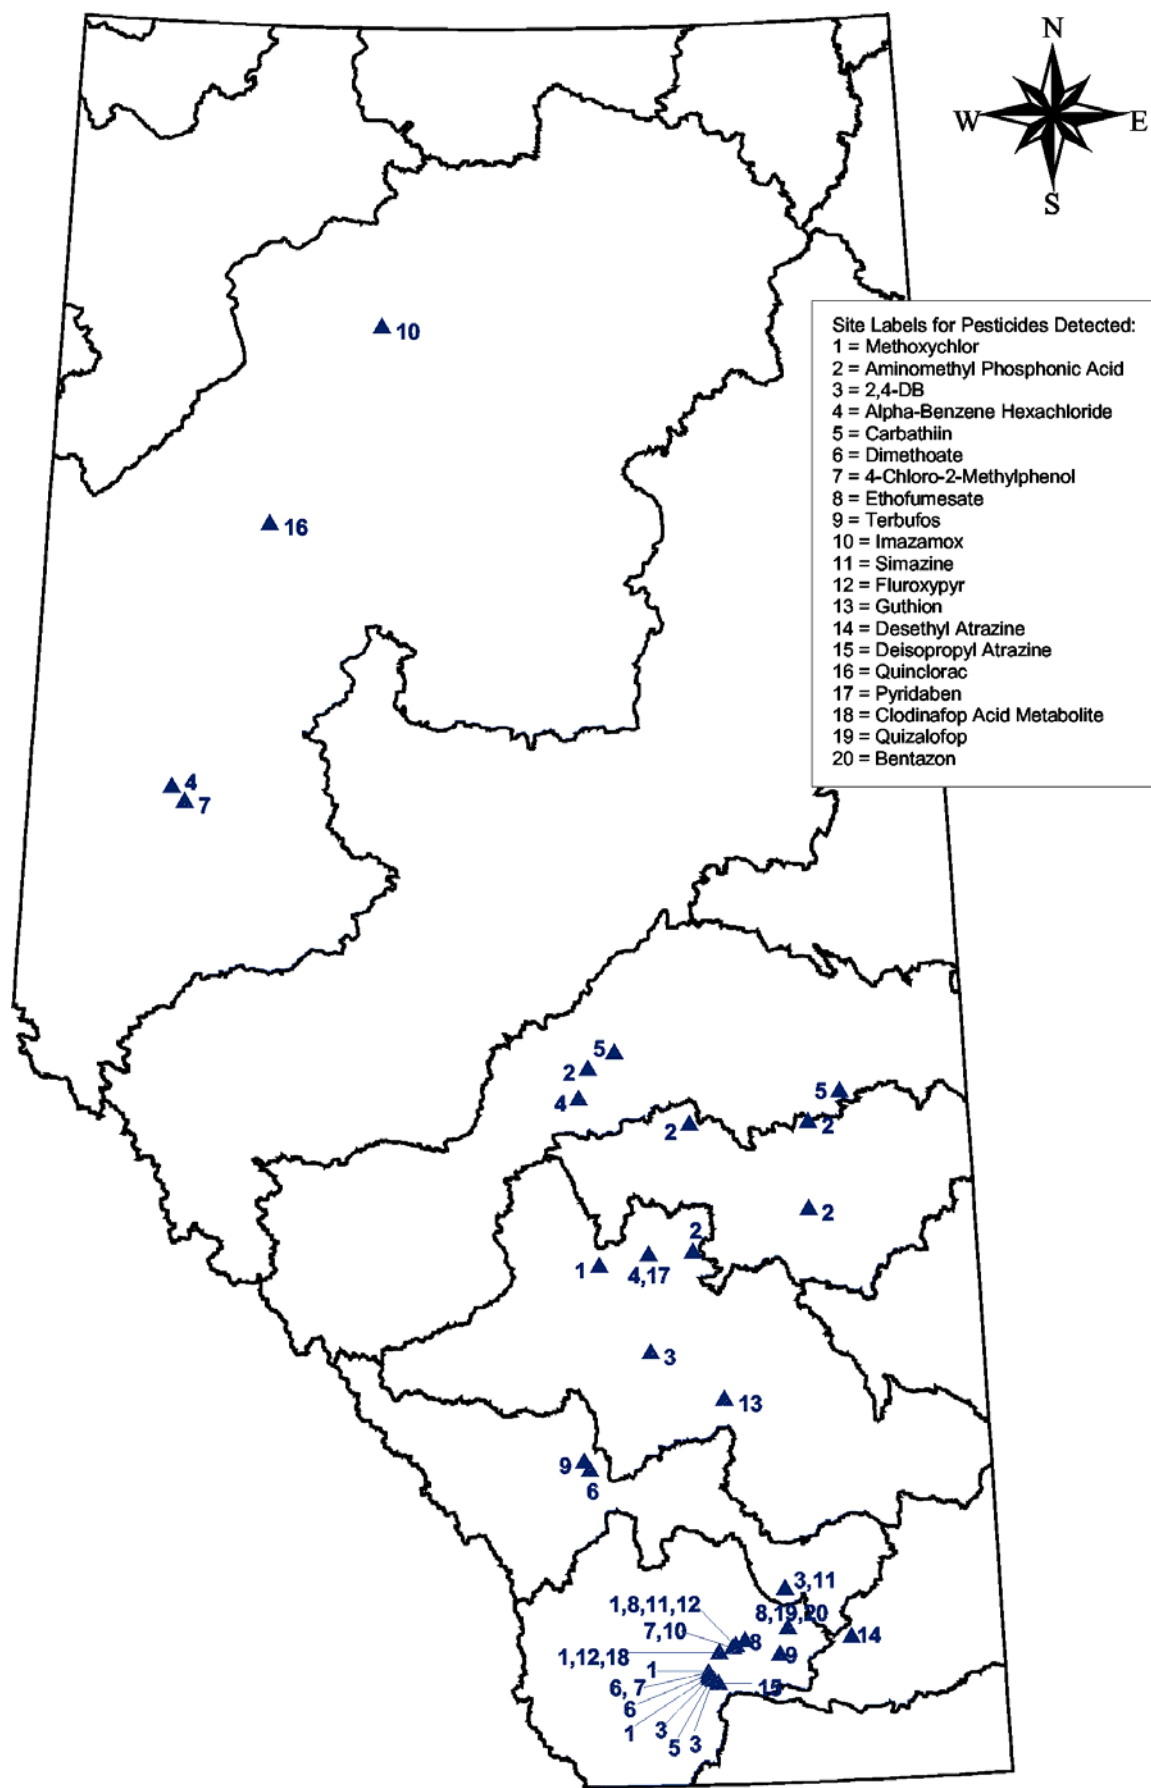 N
W E
S
Site Labels for Pesticides Detected:
1 = Methoxychlor
2 = Aminomethyl Phosphonic Acid
3 = 2,4-DB
4 = Alpha-Benzene Hexachloride
5 = Carbathiin
6 = Dimethoate
7 = 4-Chloro-2-Methylphenol
8 = Ethofumesate
9 = Terbufos
10 = Imazamox
11 = Simazine
12 = Fluroxypyr
13 = Guthion
14 = Desethyl Atrazine
15 = Deisopropyl Atrazine
16 = Quinclorac
17 = Pyridaben
18 = Clodinafop Acid Metabolite
19 = Quizalofop
20 = Bentazon
10
16
4
7
5
2
4
5
2
2
2
2
1
4,17
3
13
9
6
3,11
1,8,11,12
8,19,20
7,10
8
14
1,12,18
9
1
6, 7
15
6
1
3
5
3